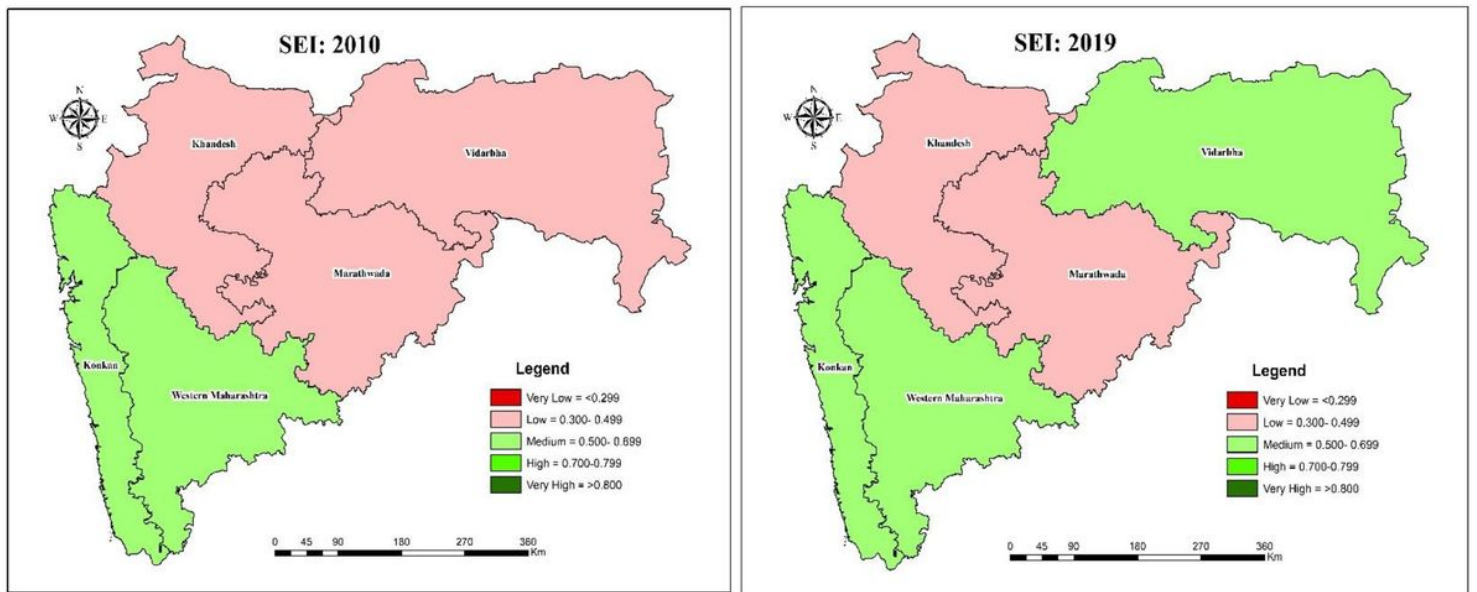 SEI: 2010
N
W E
S
Khandesh
Vidarbha
Marathwada
Konkan
Western Maharashtra
Legend
Very Low = <0.299
Low = 0.300- 0.499
Medium = 0.500- 0.699
High = 0.700-0.799
Very High = >0.800
0 45 90 180 270 360
Km
SEI: 2019
N
W E
S
Khandesh
Vidarbha
Marathwada
Konkan
Western Maharashtra
Legend
Very Low = <0.299
Low = 0.300- 0.499
Medium = 0.500- 0.699
High = 0.700-0.799
Very High = >0.800
0 45 90 180 270 360
Km